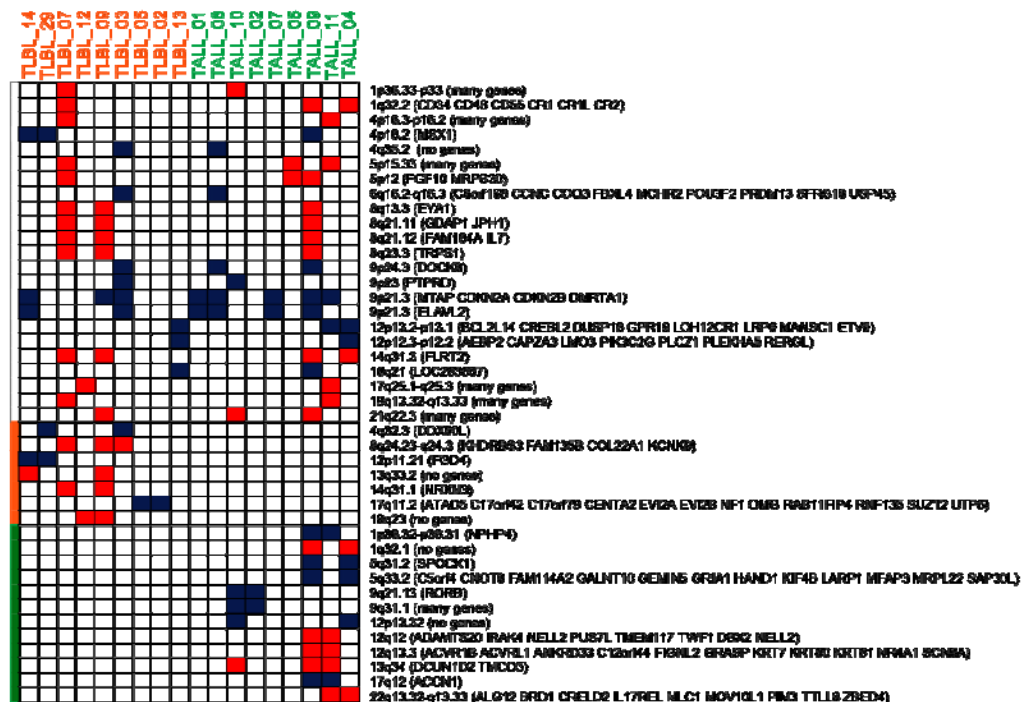 TLBL_14 TLBL_29 TLBL_07 TLBL_12 TLBL_09 TLBL_03 TLBL_05 TLBL_02 TLBL_13 TALL_01 TALL_08 TALL_10 TALL_02 TALL_07 TALL_05 TALL_09 TALL_11 TALL_04
1p36.33-p33 (many genes)
1q32.2 (CD34 CD46 CD55 CR1 CR1L CR2)
4p16.3-p16.2 (many genes)
4p16.2 (MSX1)
4q35.2 (no genes)
5p15.33 (many genes)
5p12 (FGF10 MRPS30)
6q16.2-q16.3 (C6orf168 CCNC COQ3 FBXL4 MCHR2 POU3F2 PRDM13 SFRS18 USP45)
8q13.3 (EYA1)
8q21.11 (GDAP1 JPH1)
8q21.12 (FAM164A IL7)
8q23.3 (TRPS1)
9p24.3 (DOCK8)
9p23 (PTPRD)
9p21.3 (MTAP CDKN2A CDKN2B DMRTA1)
9p21.3 (ELAVL2)
12p13.2-p13.1 (BCL2L14 CREBL2 DUSP16 GPR19 LOH12CR1 LRP6 MANSC1 ETV6)
12p12.3-p12.2 (AEBP2 CAPZA3 LMO3 PIK3C2G PLCZ1 PLEKHA5 RERGL)
14q31.3 (FLRT2)
16q21
17q25.1-q25.3 (many genes)
19q13.32-q13.33 (many genes)
21q22.3 (many genes)
4q32.3 (DDX60L)
8q24.23-q24.3 (KHDRBS3 FAM135B COL22A1 KCNK9)
12p11.21 (FGD4)
13q33.2 (no genes)
14q31.1 (NRXN3)
17q11.2 (ATAD5 C17orf42 C17orf79 CENTA2 EVI2A EVI2B NF1 OMG RAB11FIP4 RNF135 SUZ12 UTP6)
18q23 (no genes)
1p36.32-p36.31 (NPHP4)
1q32.1 (no genes)
5q31.2 (SPOCK1)
5q33.2 (C5orf4 CNOT8 FAM114A2 GALNT10 GEMIN5 GRIA1 HAND1 KIF4B LARP1 MFAP3 MRPL22 SAP30L)
9q21.13 (RORB)
9q31.1 (many genes)
12p13.32 (no genes)
12q12 (ADAMTS20 IRAK4 NELL2 PUS7L TMEM117 TWF1 DBX2 NELL2)
12q13.3 (ACVR1B ACVRL1 ANKRD33 C12orf44 FIGNL2 GRASP KRT7 KRT80 KRT81 NR4A1 SCN8A)
13q34 (DCUN1D2 TMCO3)
17q12 (ACCN1)
22q13.32-q13.33 (ALG12 BRD1 CRELD2 IL17REL MLC1 MOV10L1 PIM3 TTLL8 ZBED4)